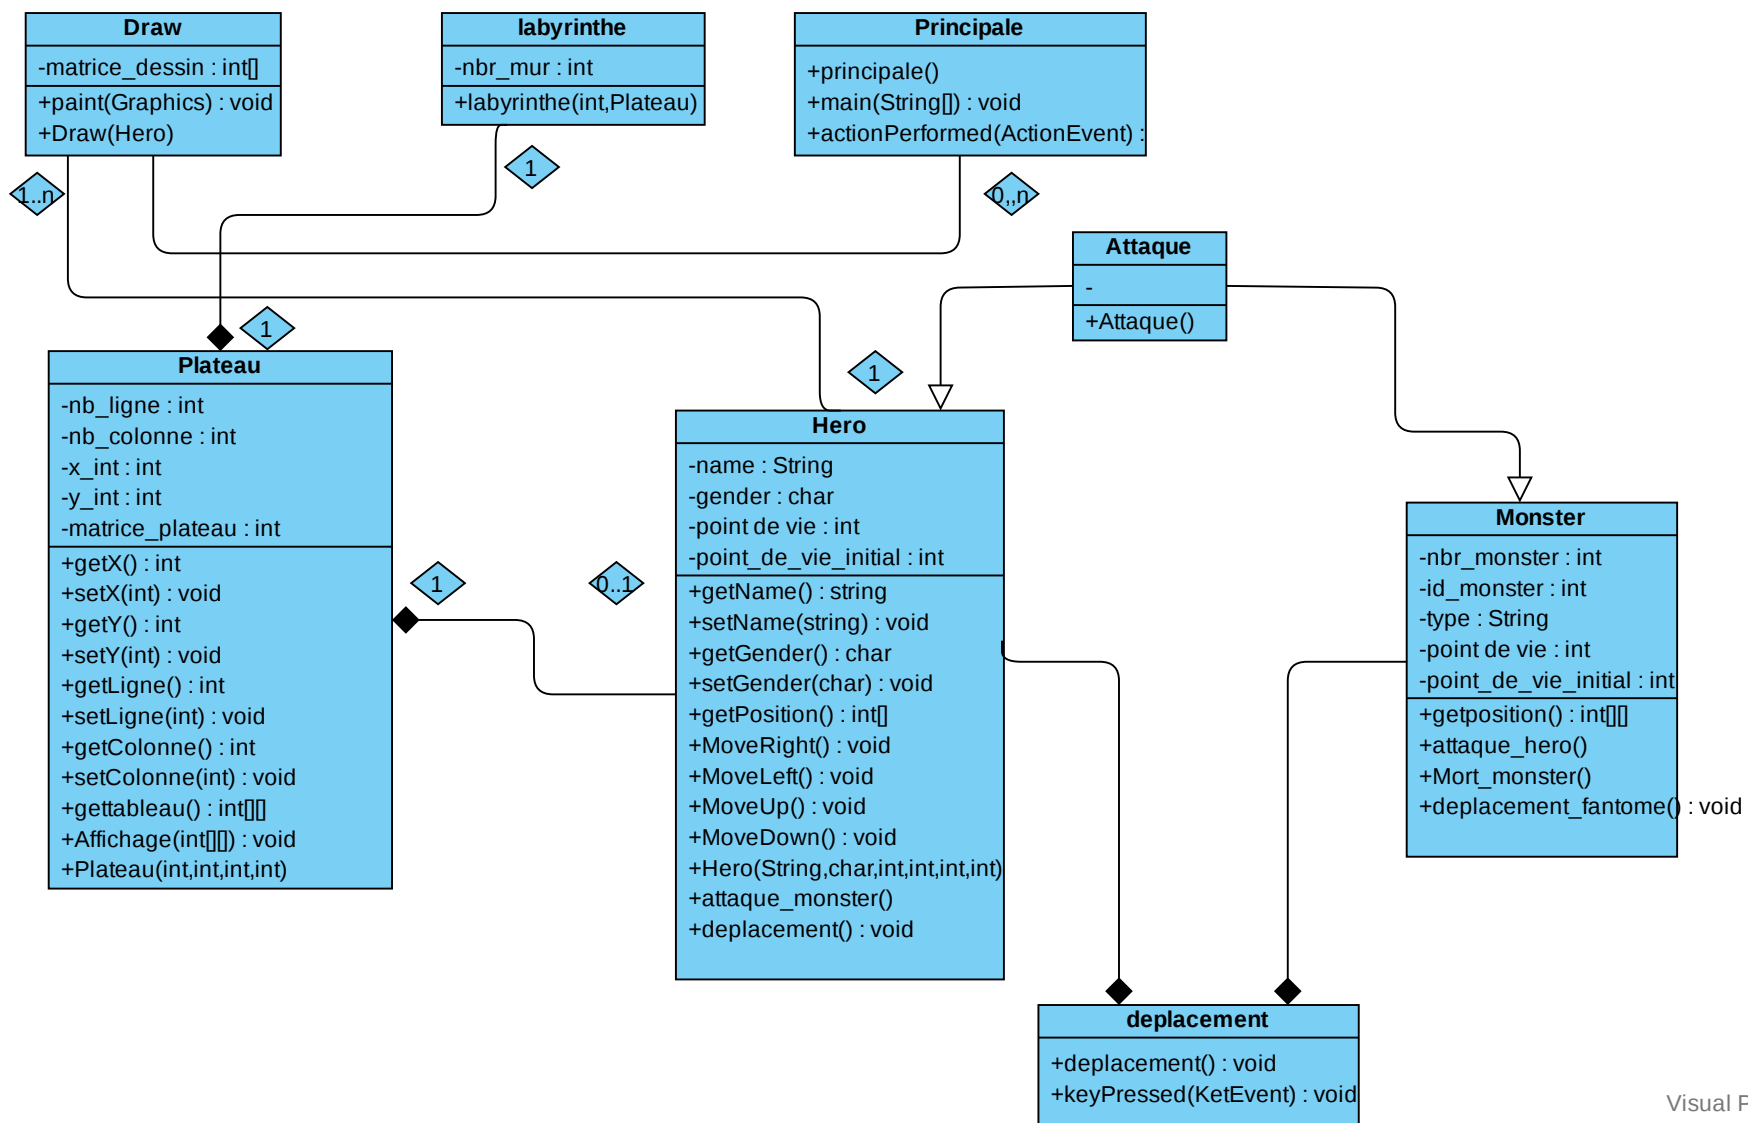 Draw
-matrice_dessin : int[]
+paint(Graphics) : void
+Draw(Hero)
labyrinthe
-nbr_mur : int
+labyrinthe(int,Plateau)
Principale
+principale()
+main(String[]) : void
+actionPerformed(ActionEvent) :
1..n
1
0,,n
Attaque
-
+Attaque()
1
1
Plateau
-nb_ligne : int
-nb_colonne : int
-x_int : int
-y_int : int
-matrice_plateau : int
+getX() : int
+setX(int) : void
+getY() : int
+setY(int) : void
+getLigne() : int
+setLigne(int) : void
+getColonne() : int
+setColonne(int) : void
+gettableau() : int[][]
+Affichage(int[][]) : void
+Plateau(int,int,int,int)
1
0..1
Hero
-name : String
-gender : char
-point de vie : int
-point_de_vie_initial : int
+getName() : string
+setName(string) : void
+getGender() : char
+setGender(char) : void
+getPosition() : int[]
+MoveRight() : void
+MoveLeft() : void
+MoveUp() : void
+MoveDown() : void
+Hero(String,char,int,int,int,int)
+attaque_monster()
+deplacement() : void
Monster
-nbr_monster : int
-id_monster : int
-type : String
-point de vie : int
-point_de_vie_initial : int
+getposition() : int[][]
+attaque_hero()
+Mort_monster()
+deplacement_fantome() : void
deplacement
+deplacement() : void
+keyPressed(KetEvent) : void
Visual P